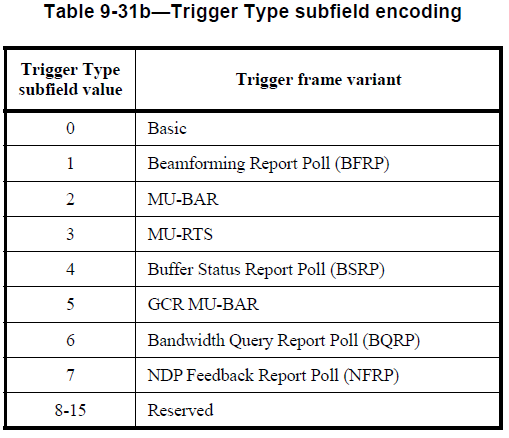 Table 9-31b—Trigger Type subfield encoding
Trigger Type subfield value Trigger frame variant
0 Basic
1 Beamforming Report Poll (BFRP)
2 MU-BAR
3 MU-RTS
4 Buffer Status Report Poll (BSRP)
5 GCR MU-BAR
6 Bandwidth Query Report Poll (BQRP)
7 NDP Feedback Report Poll (NFRP)
8-15 Reserved